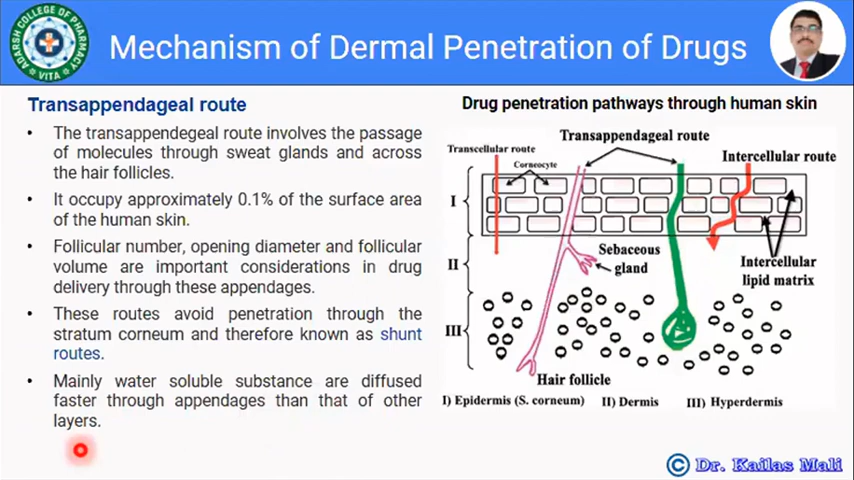 ADARSH COLLEGE OF PHARMACY
VITA
Mechanism of Dermal Penetration of Drugs
Transappendageal route
• The transappendegeal route involves the passage
of molecules through sweat glands and across
the hair follicles.
• It occupy approximately 0.1% of the surface area
of the human skin.
• Follicular number, opening diameter and follicular
volume are important considerations in drug
delivery through these appendages.
• These routes avoid penetration through the
stratum corneum and therefore known as shunt
routes.
• Mainly water soluble substance are diffused
faster through appendages than that of other
layers.
Drug penetration pathways through human skin
Transappendageal route
Transcellular route
Corneocyte
Intercellular route
I
II
III
Sebaceous
gland
Intercellular
lipid matrix
Hair follicle
I) Epidermis (S. corneum) II) Dermis III) Hyperdermis
© Dr. Kailas Mali